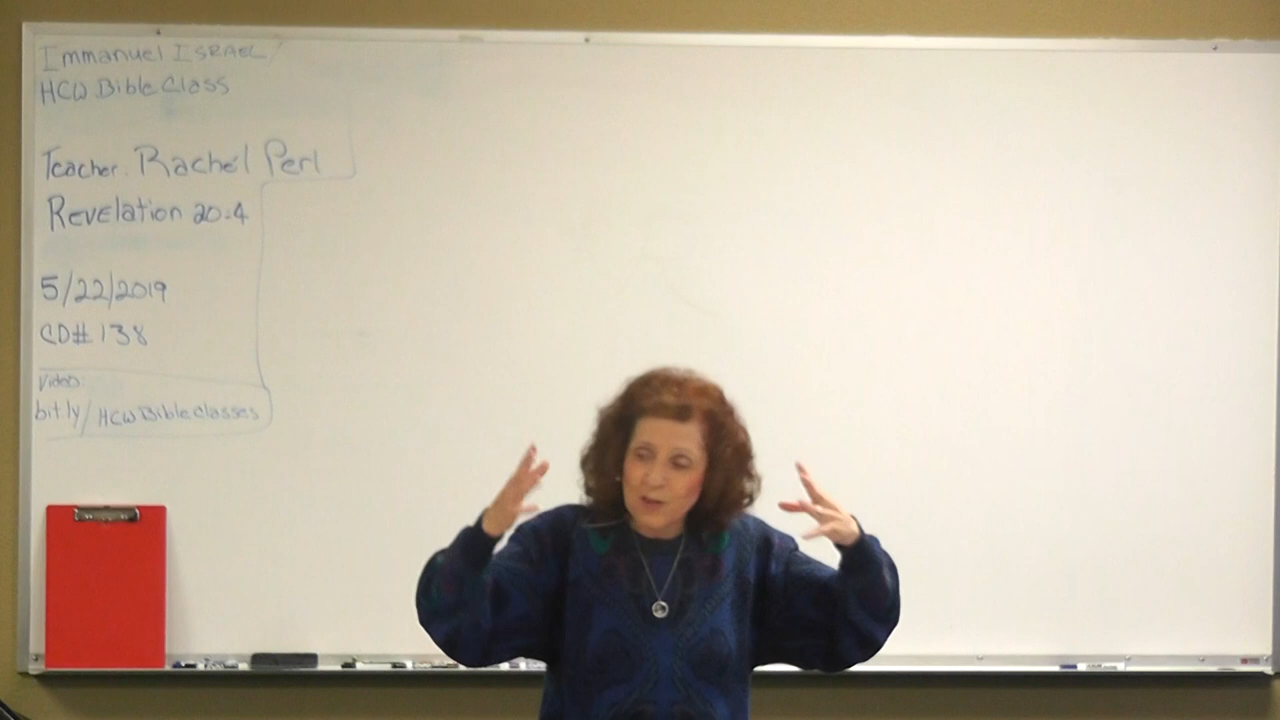 Immanuel ISRAEL/
HCW Bible Class
Teacher. Rachel Perl
Revelation 20:4
5/22/2019
CD# 138
Video:
bit.ly/HCWBibleClasses